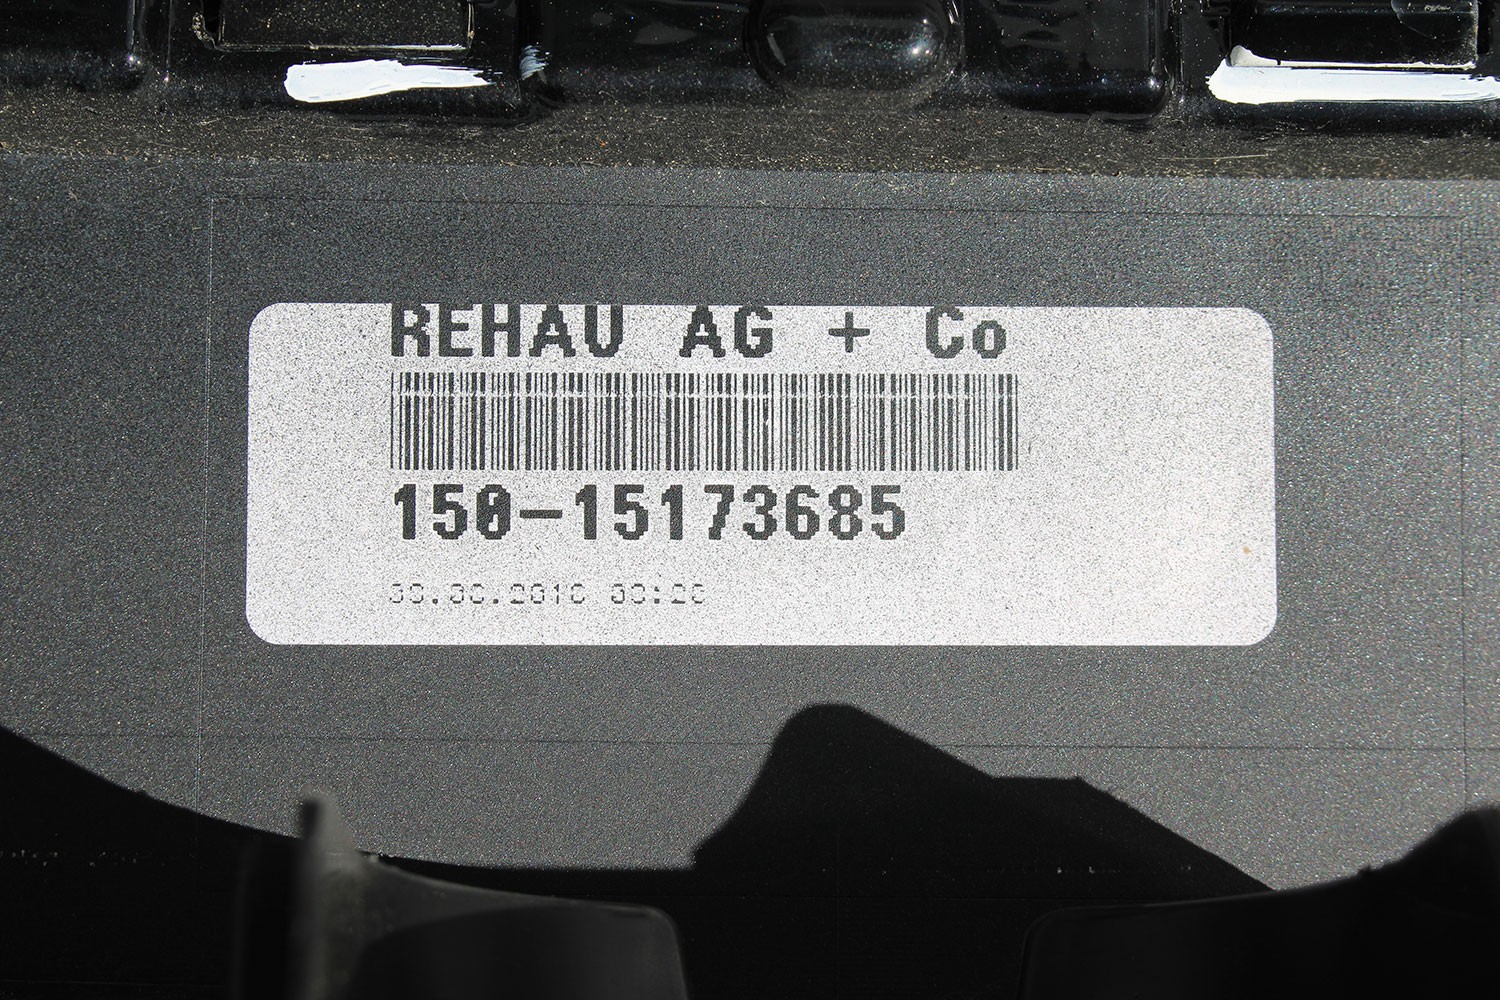 REHAU AG + Co
150-15173685